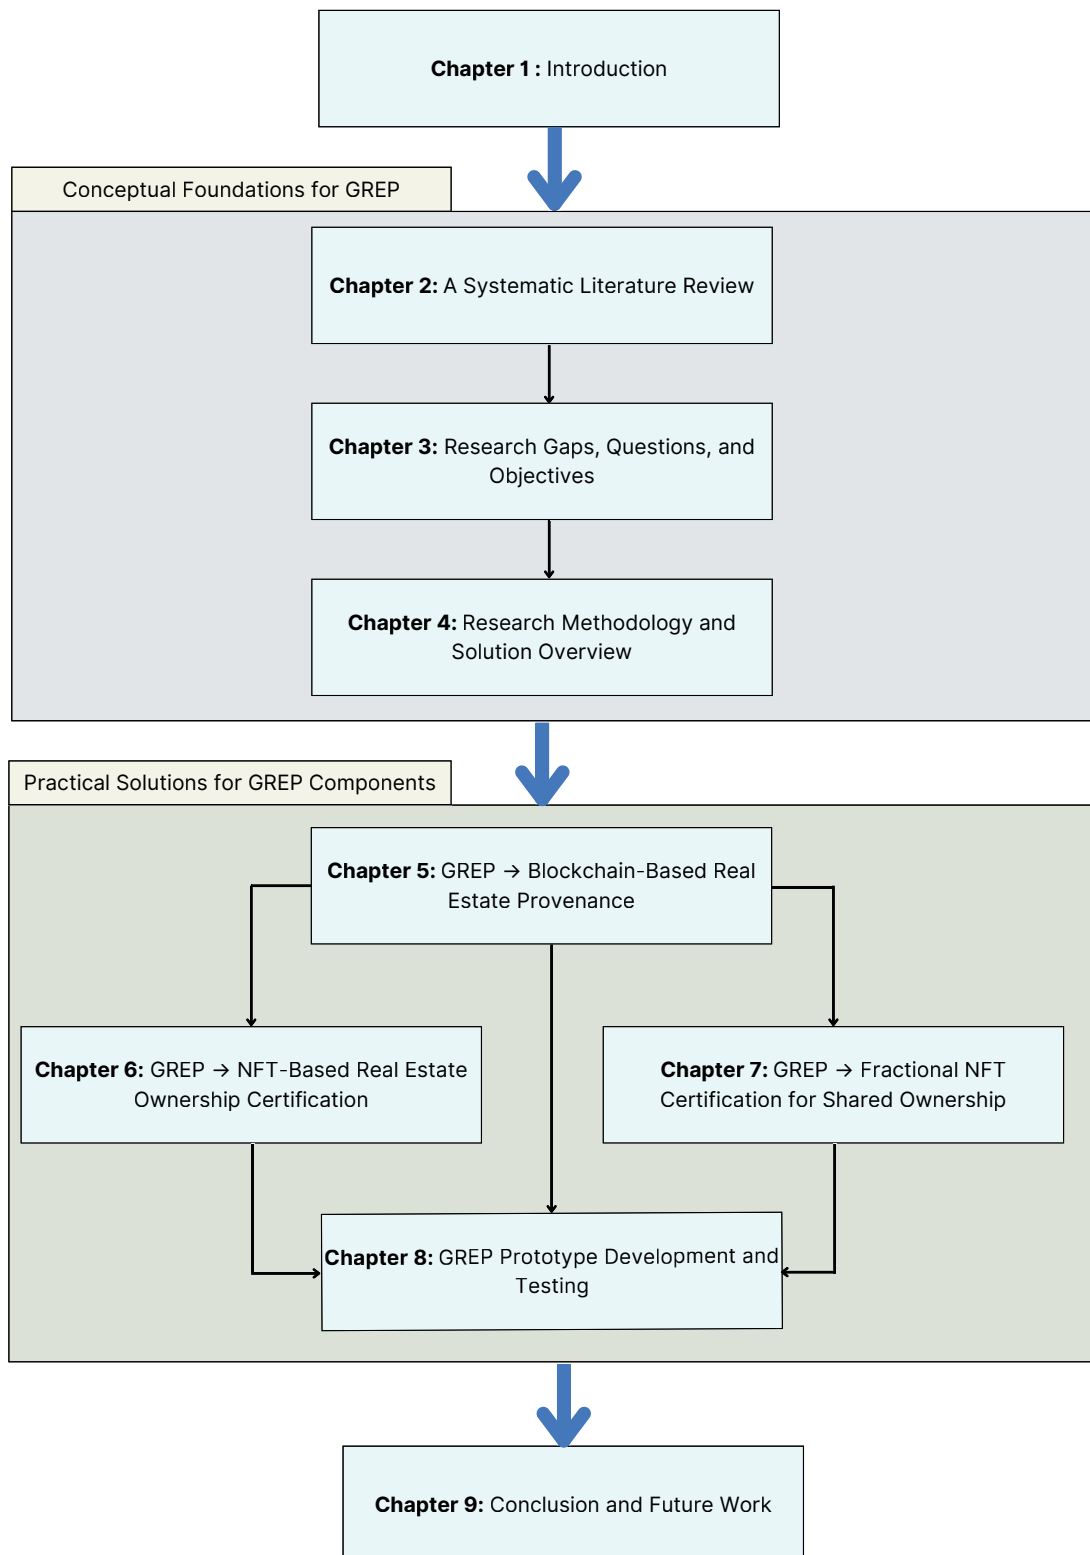 Chapter 1 : Introduction
Conceptual Foundations for GREP
Chapter 2: A Systematic Literature Review
Chapter 3: Research Gaps, Questions, and
Objectives
Chapter 4: Research Methodology and
Solution Overview
Practical Solutions for GREP Components
Chapter 5: GREP → Blockchain-Based Real
Estate Provenance
Chapter 6: GREP → NFT-Based Real Estate
Ownership Certification
Chapter 7: GREP → Fractional NFT
Certification for Shared Ownership
Chapter 8: GREP Prototype Development and
Testing
Chapter 9: Conclusion and Future Work